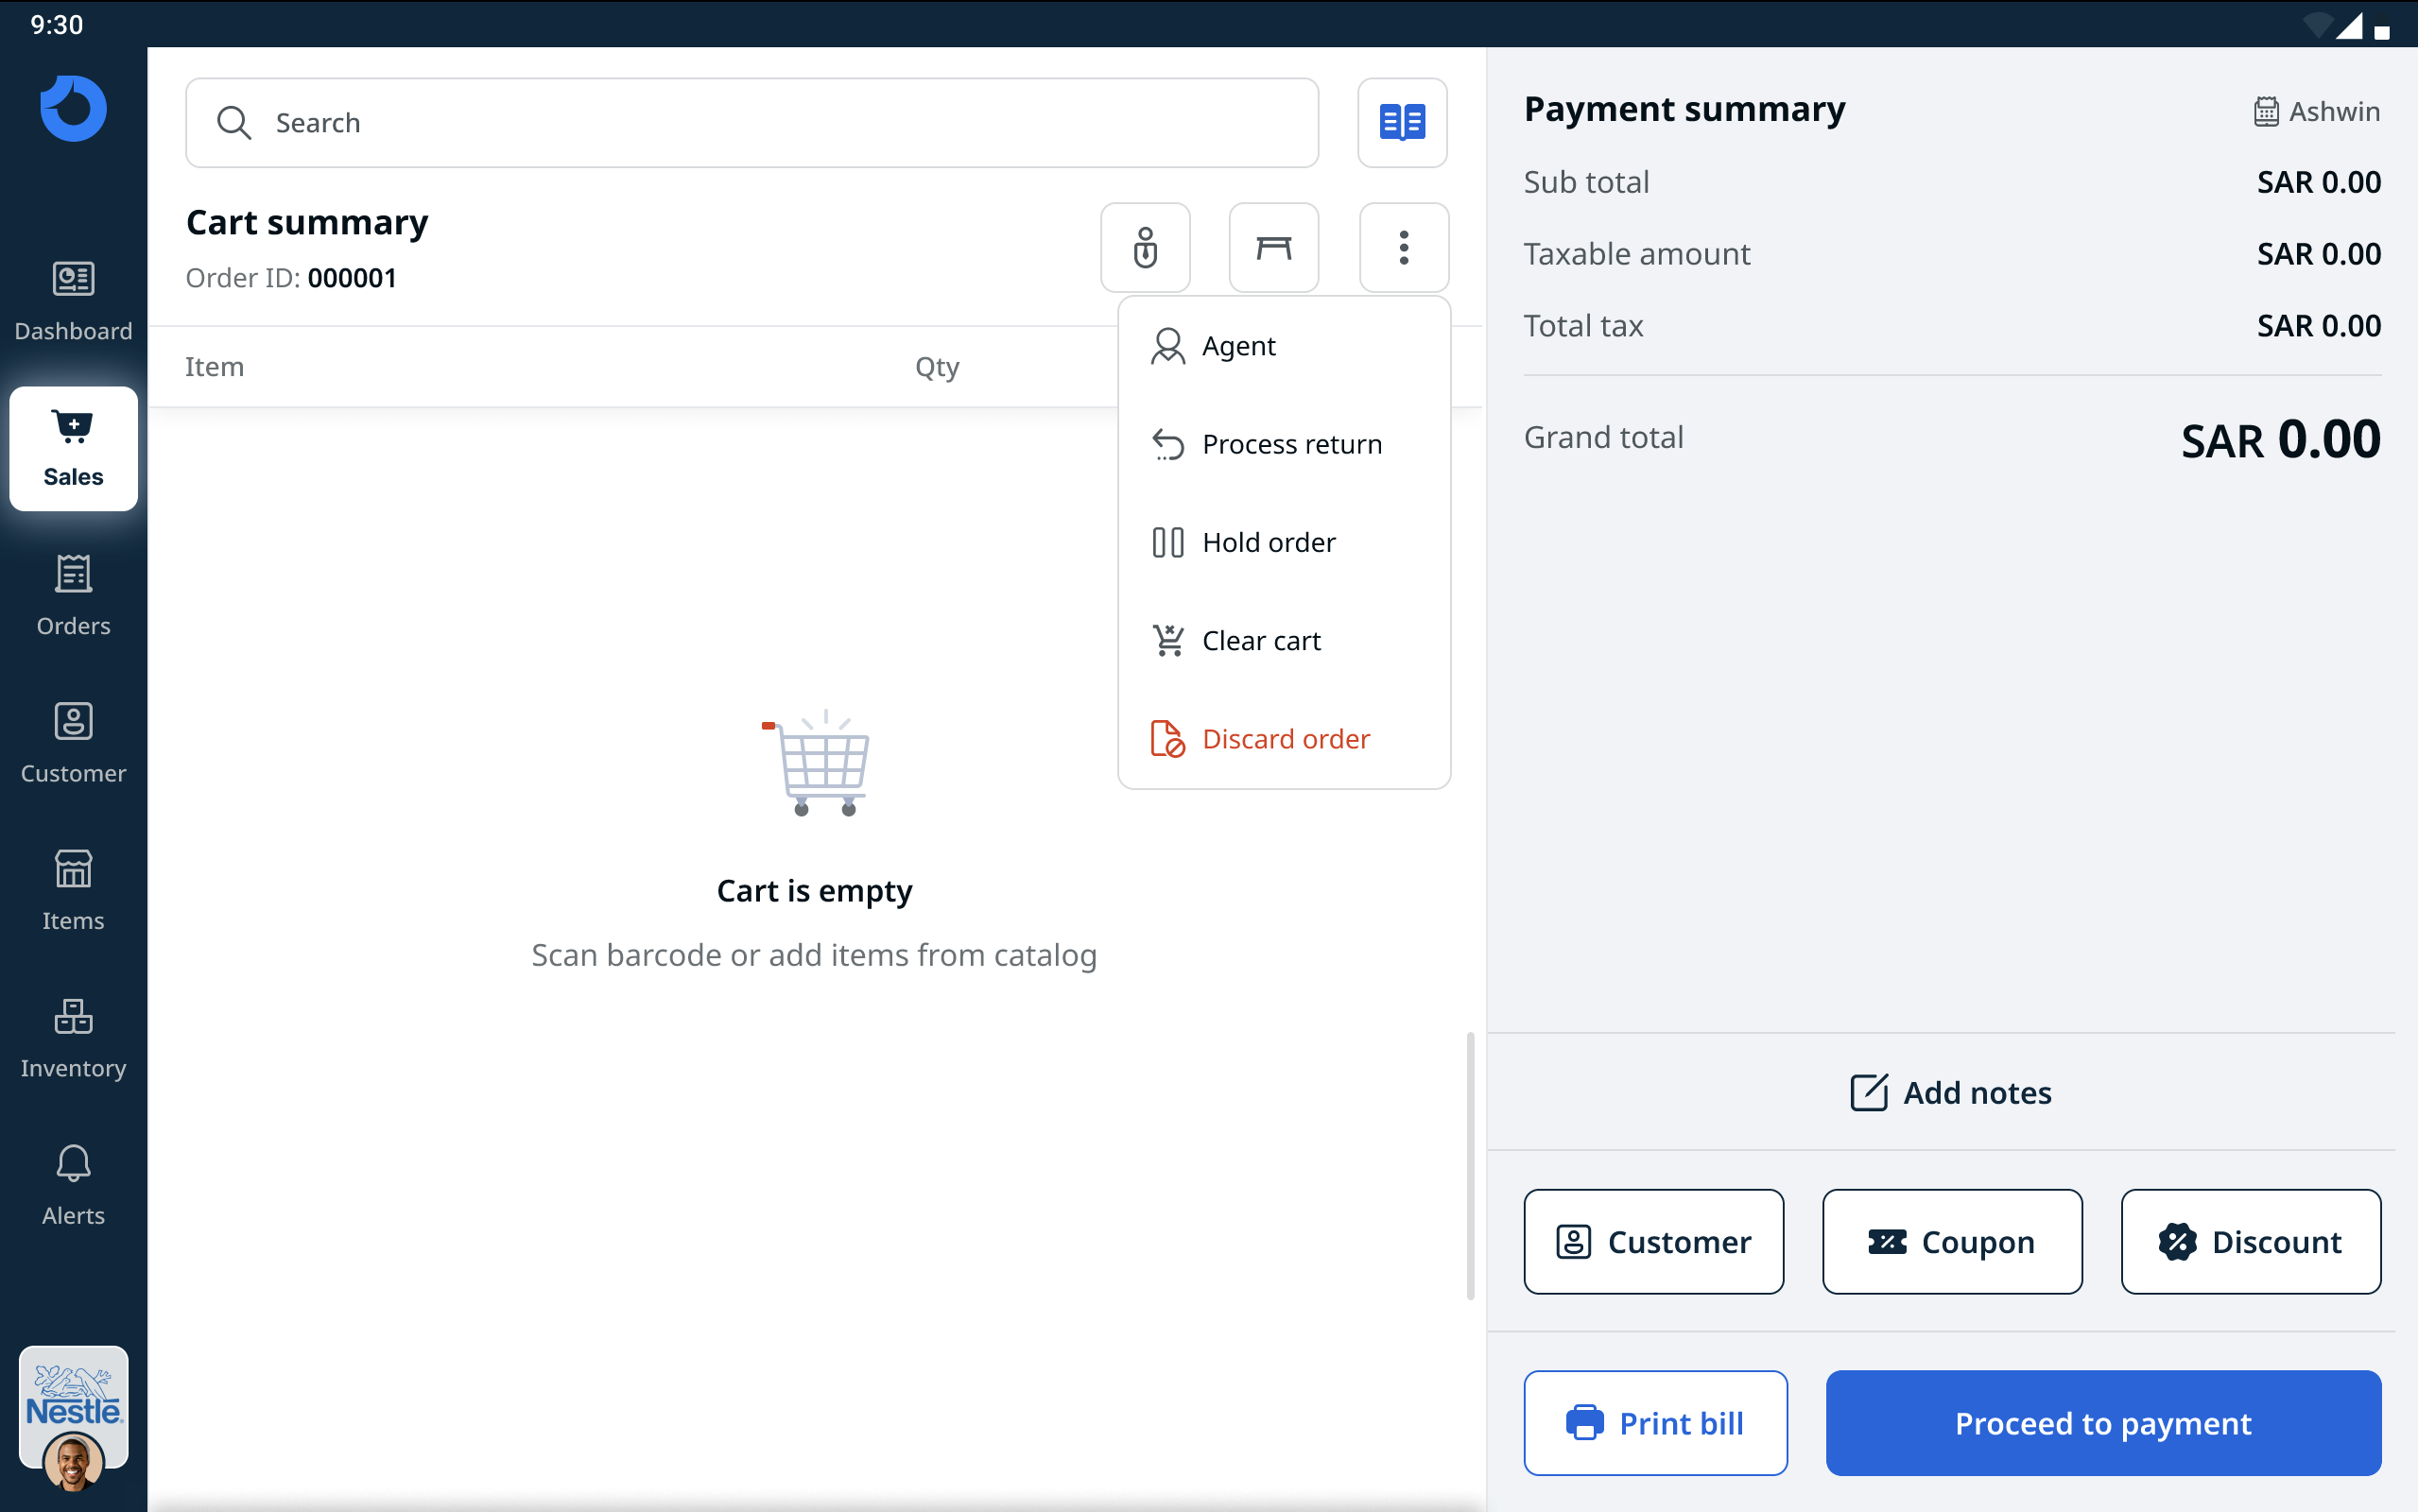 9:30
Search
Cart summary
Order ID: 000001
Item
Qty
Agent
Process return
Hold order
Clear cart
Discard order
Cart is empty
Scan barcode or add items from catalog
Dashboard
Sales
Orders
Customer
Items
Inventory
Alerts
Nestlé
Payment summary
Ashwin
Sub total SAR 0.00
Taxable amount SAR 0.00
Total tax SAR 0.00
Grand total SAR 0.00
Add notes
Customer
Coupon
Discount
Print bill
Proceed to payment